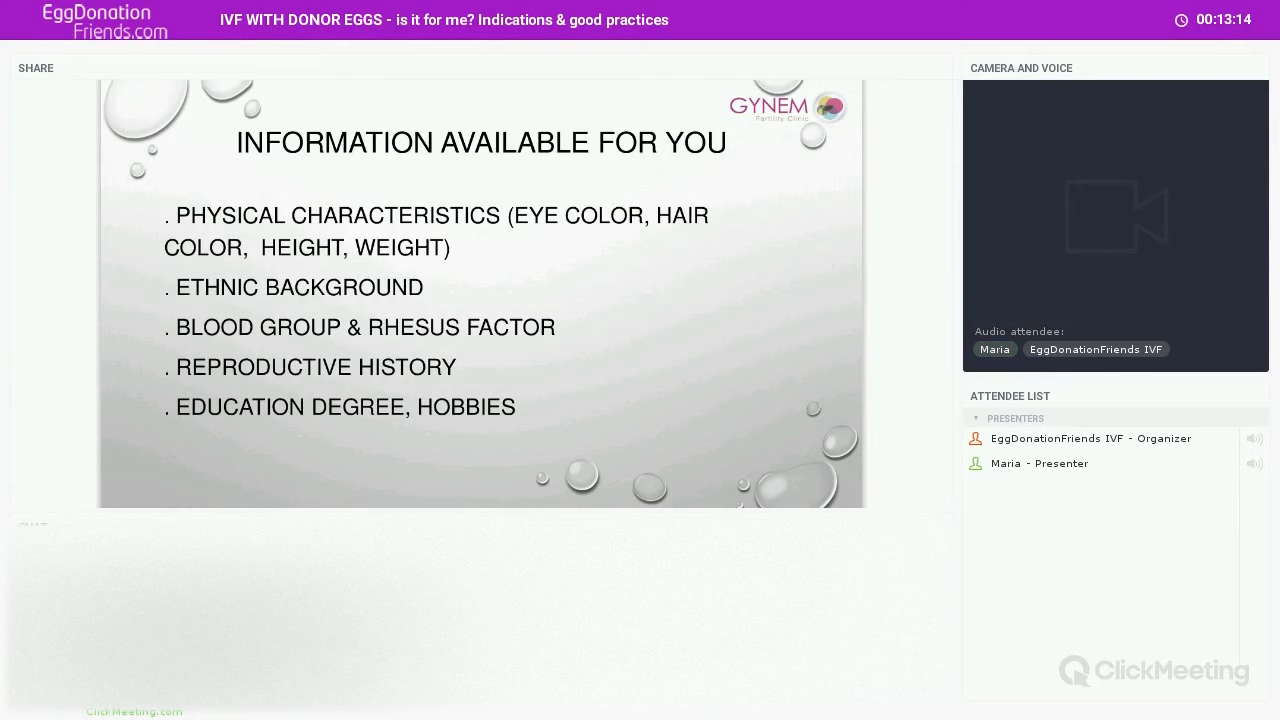 EggDonation
Friends.com
IVF WITH DONOR EGGS - is it for me? Indications & good practices
00:13:14
SHARE
GYNEM
Fertility Clinic
INFORMATION AVAILABLE FOR YOU
. PHYSICAL CHARACTERISTICS (EYE COLOR, HAIR
COLOR, HEIGHT, WEIGHT)
. ETHNIC BACKGROUND
. BLOOD GROUP & RHESUS FACTOR
. REPRODUCTIVE HISTORY
. EDUCATION DEGREE, HOBBIES
CAMERA AND VOICE
Audio attendee:
Maria EggDonationFriends IVF
ATTENDEE LIST
PRESENTERS
EggDonationFriends IVF - Organizer
Maria - Presenter
ClickMeeting
ClickMeeting.com